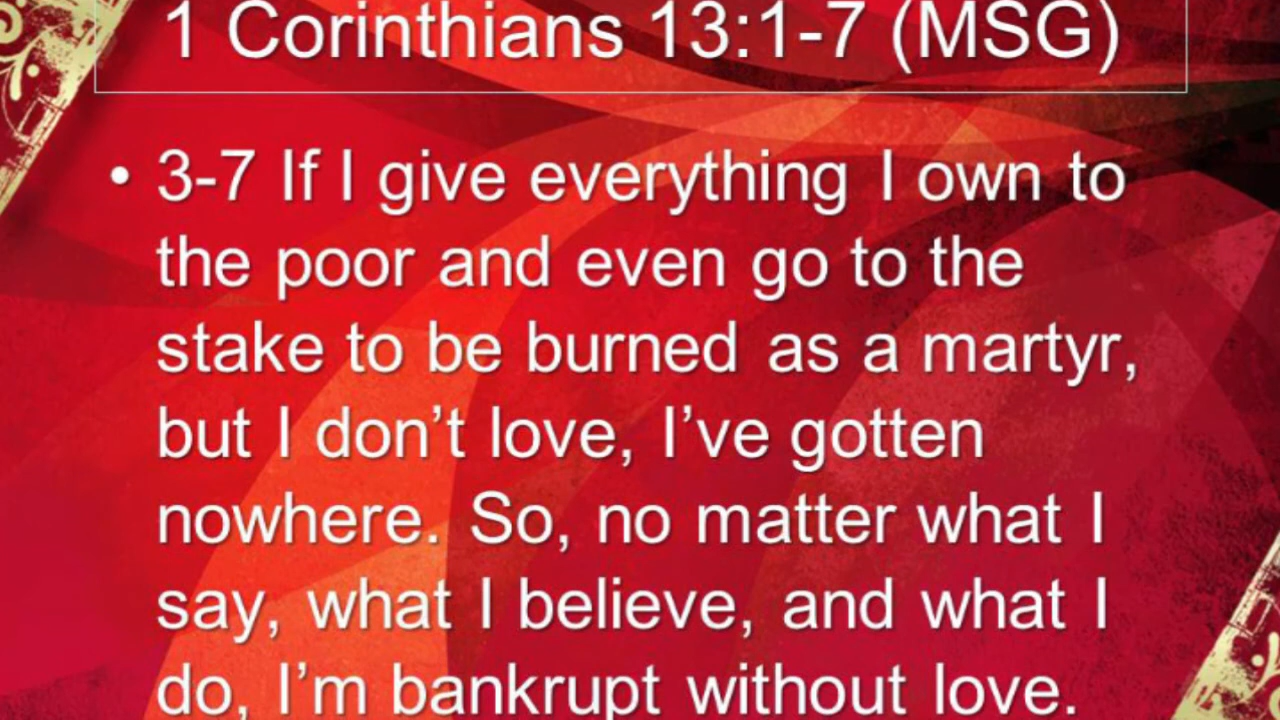 1 Corinthians 13:1-7 (MSG)
• 3-7 If I give everything I own to
the poor and even go to the
stake to be burned as a martyr,
but I don’t love, I’ve gotten
nowhere. So, no matter what I
say, what I believe, and what I
do, I’m bankrupt without love.